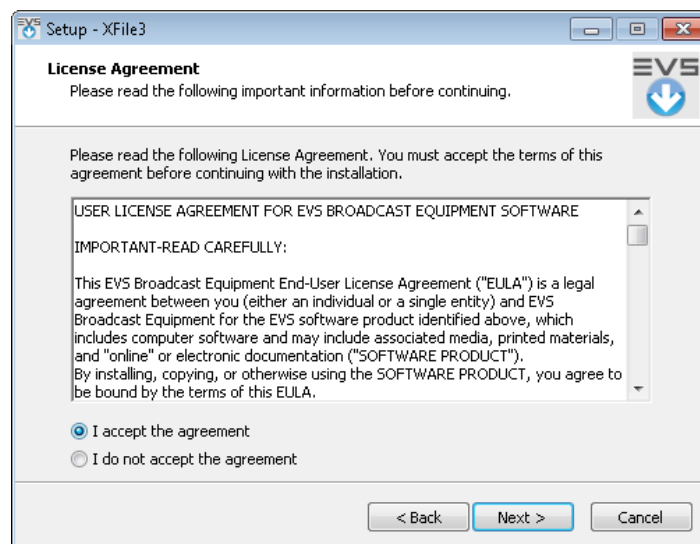 EVS Setup - XFile3
License Agreement
Please read the following important information before continuing.
EVS
Please read the following License Agreement. You must accept the terms of this
agreement before continuing with the installation.
USER LICENSE AGREEMENT FOR EVS BROADCAST EQUIPMENT SOFTWARE
IMPORTANT-READ CAREFULLY:
This EVS Broadcast Equipment End-User License Agreement ("EULA") is a legal
agreement between you (either an individual or a single entity) and EVS
Broadcast Equipment for the EVS software product identified above, which
includes computer software and may include associated media, printed materials,
and "online" or electronic documentation ("SOFTWARE PRODUCT").
By installing, copying, or otherwise using the SOFTWARE PRODUCT, you agree to
be bound by the terms of this EULA.
I accept the agreement
I do not accept the agreement
< Back Next > Cancel